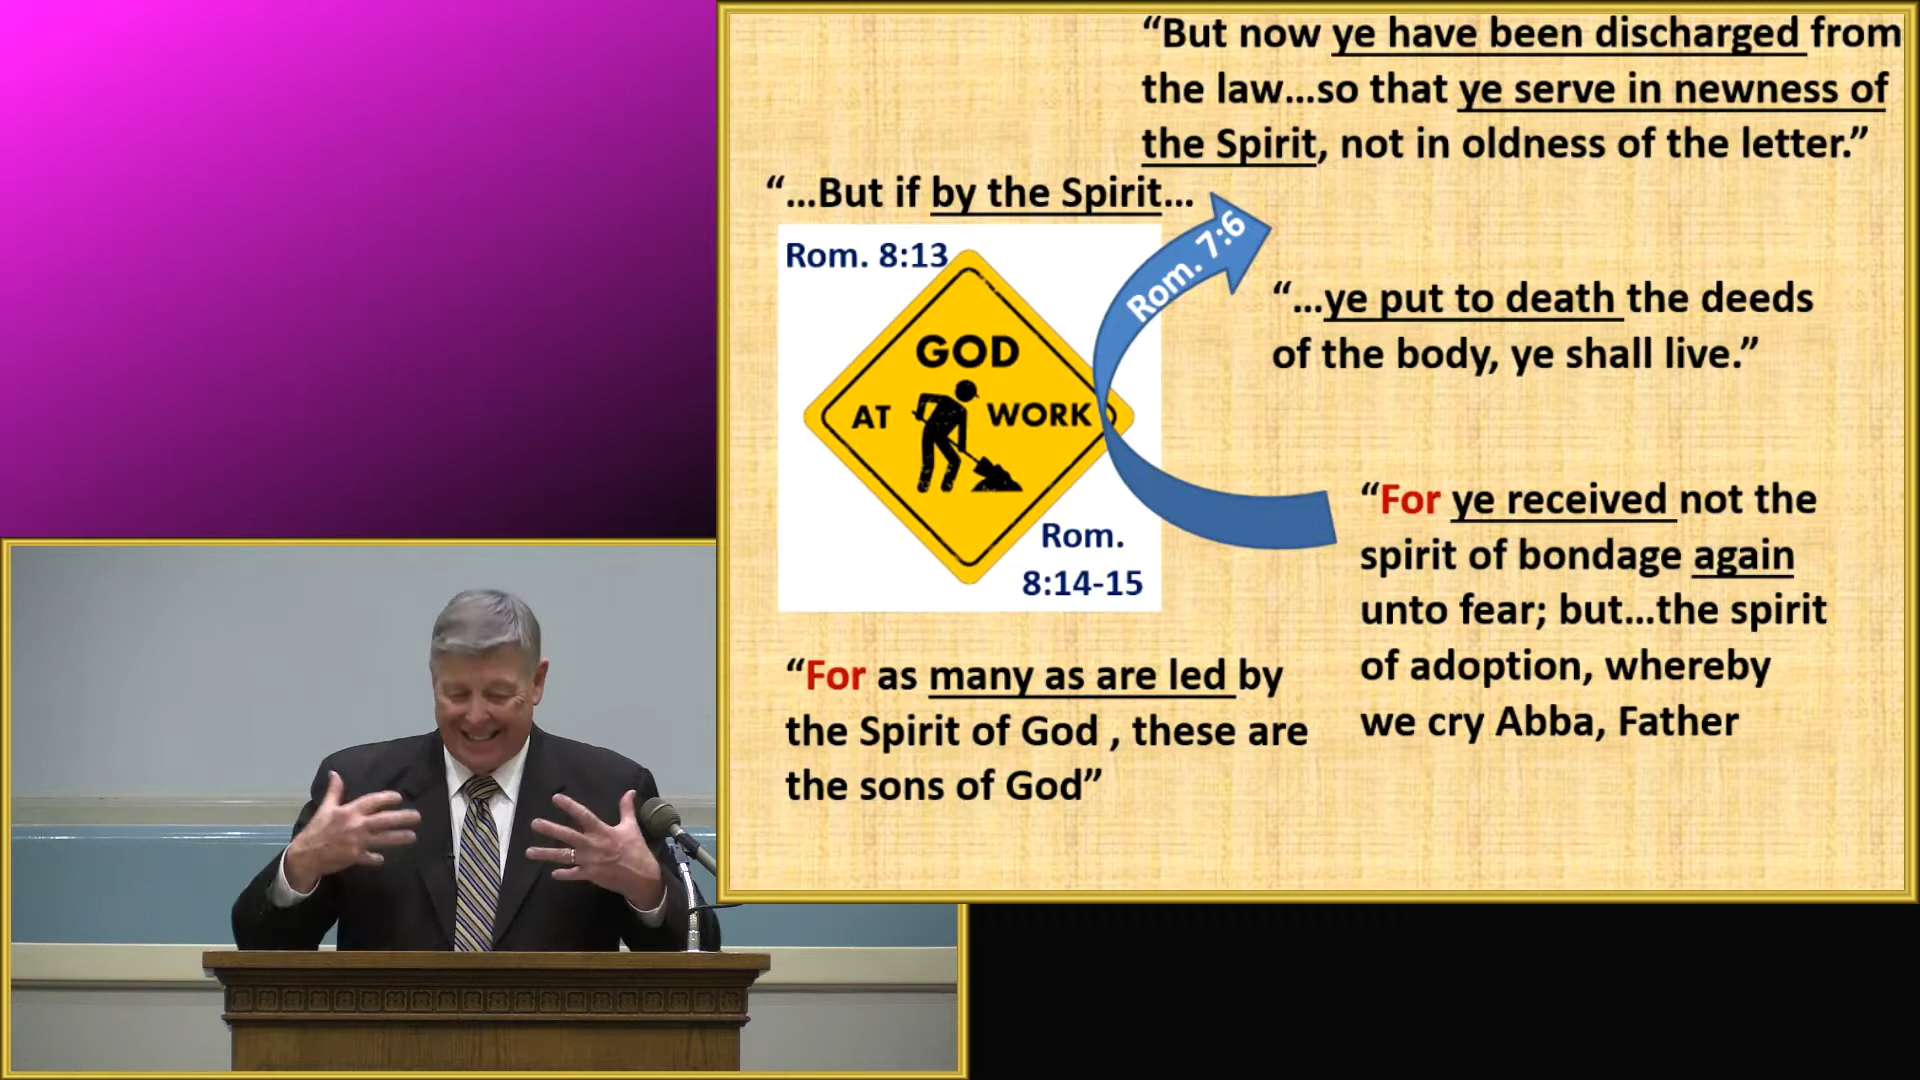 “But now ye have been discharged from
the law...so that ye serve in newness of
the Spirit, not in oldness of the letter.”
“...But if by the Spirit...
Rom. 8:13
Rom. 7:6
GOD
AT WORK
“...ye put to death the deeds
of the body, ye shall live.”
Rom.
8:14-15
“For ye received not the
spirit of bondage again
unto fear; but...the spirit
of adoption, whereby
we cry Abba, Father
“For as many as are led by
the Spirit of God , these are
the sons of God”